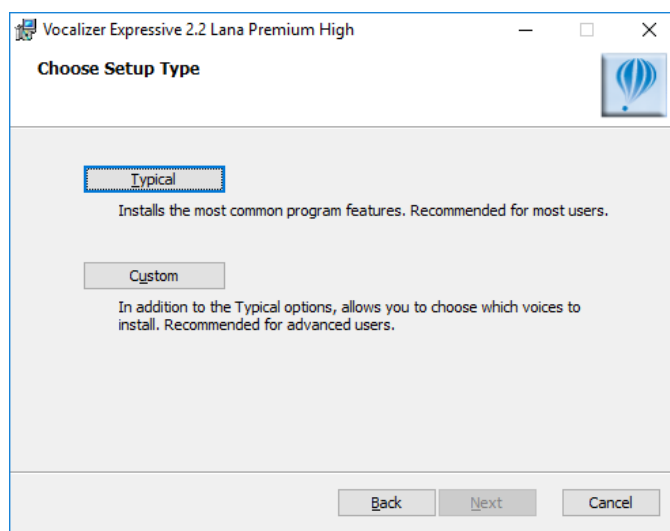 Vocalizer Expressive 2.2 Lana Premium High
Choose Setup Type
Typical
Installs the most common program features. Recommended for most users.
Custom
In addition to the Typical options, allows you to choose which voices to
install. Recommended for advanced users.
Back Next Cancel